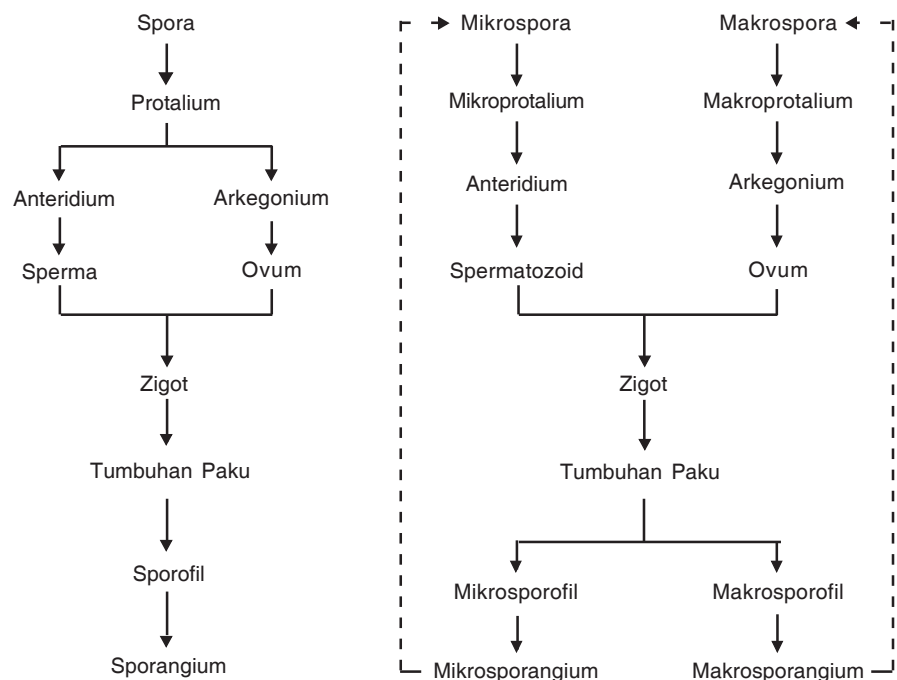 Spora
Protalium
Anteridium Arkegonium
Sperma Ovum
Zigot
Tumbuhan Paku
Sporofil
Sporangium
Mikrospora Makrospora
Mikroprotalium Makroprotalium
Anteridium Arkegonium
Spermatozoid Ovum
Zigot
Tumbuhan Paku
Mikrosporofil Makrosporofil
Mikrosporangium Makrosporangium